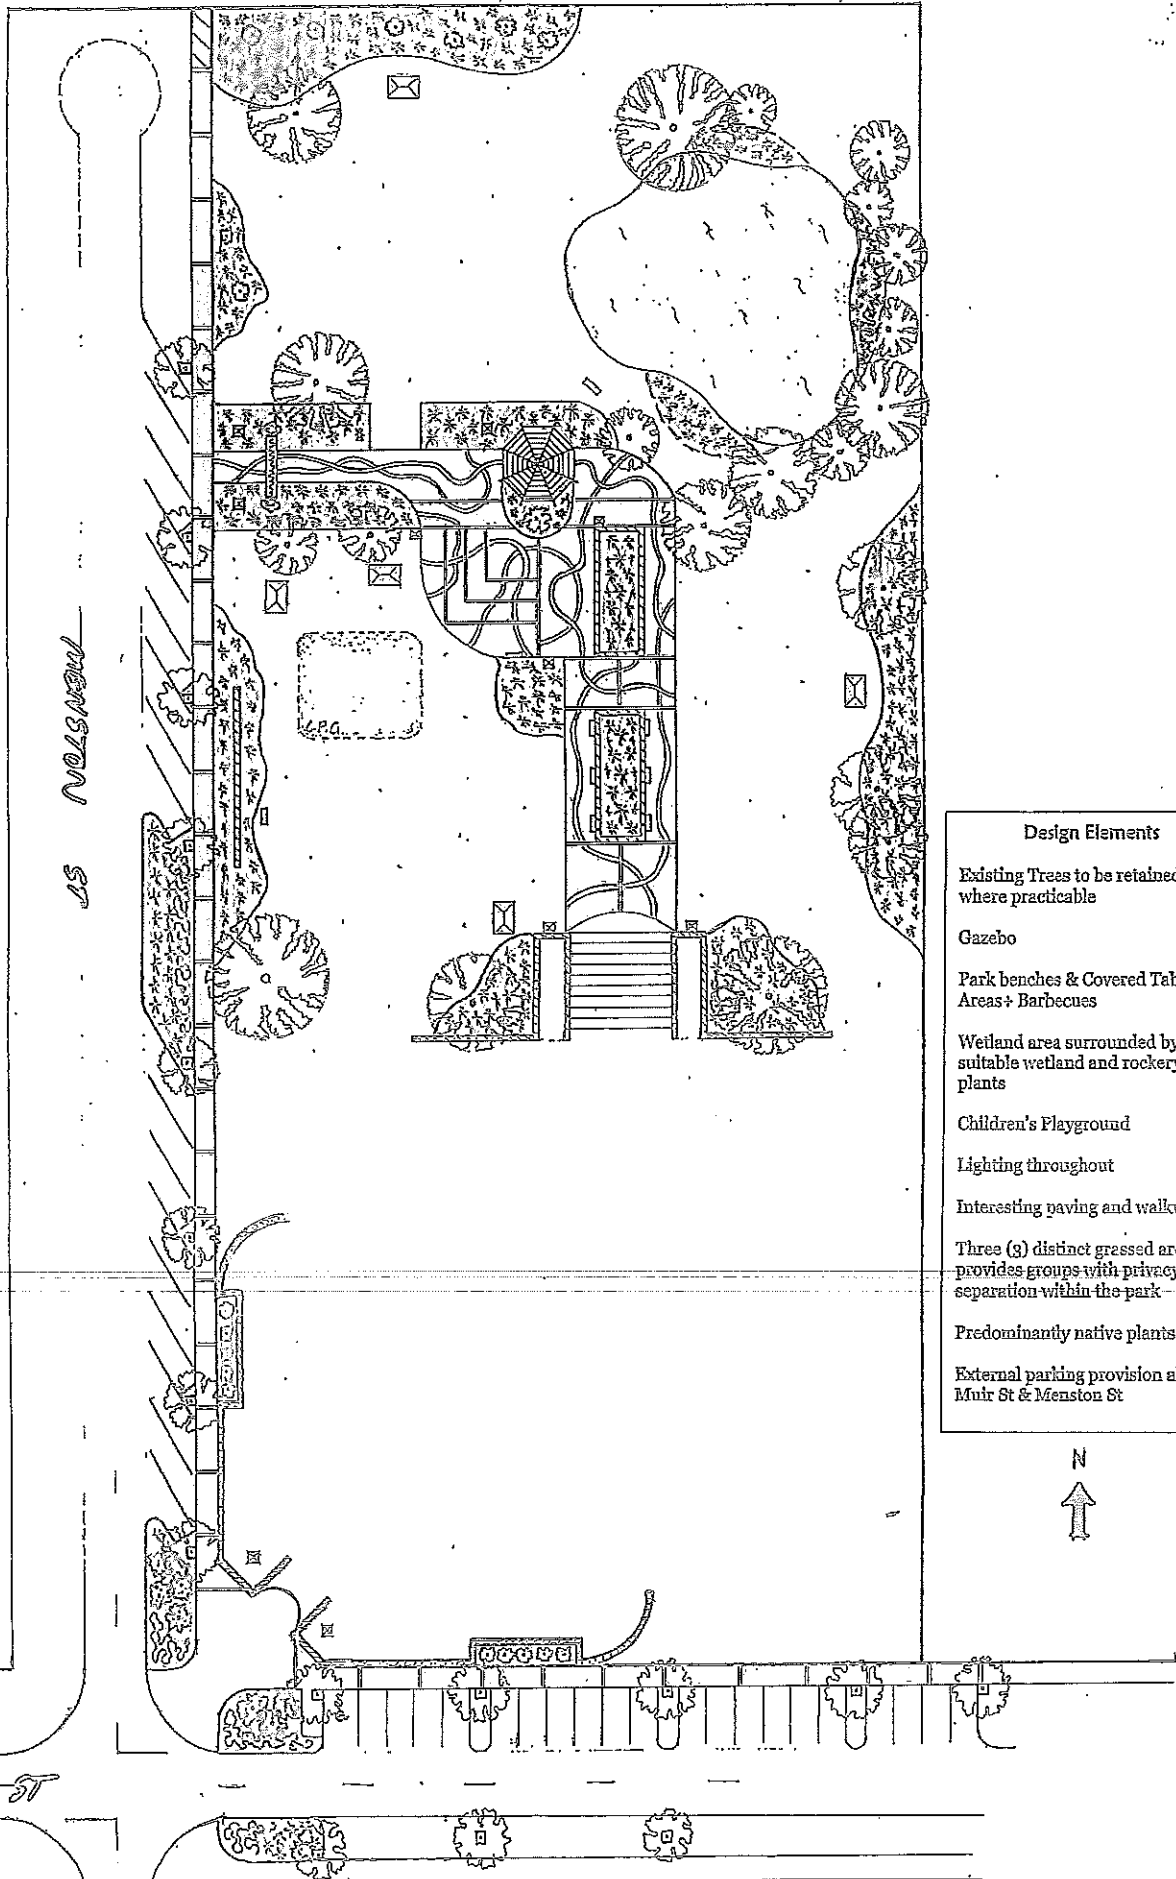 MENSTON ST
C.P.G.
Design Elements
Existing Trees to be retained
where practicable
Gazebo
Park benches & Covered Tab
Areas+ Barbecues
Wetland area surrounded by
suitable wetland and rockery
plants
Children's Playground
Lighting throughout
Interesting paving and walkw
Three (3) distinct grassed are
provides groups with privacy
separation within the park
Predominantly native plants
External parking provision a
Muir St & Menston St
N
ST